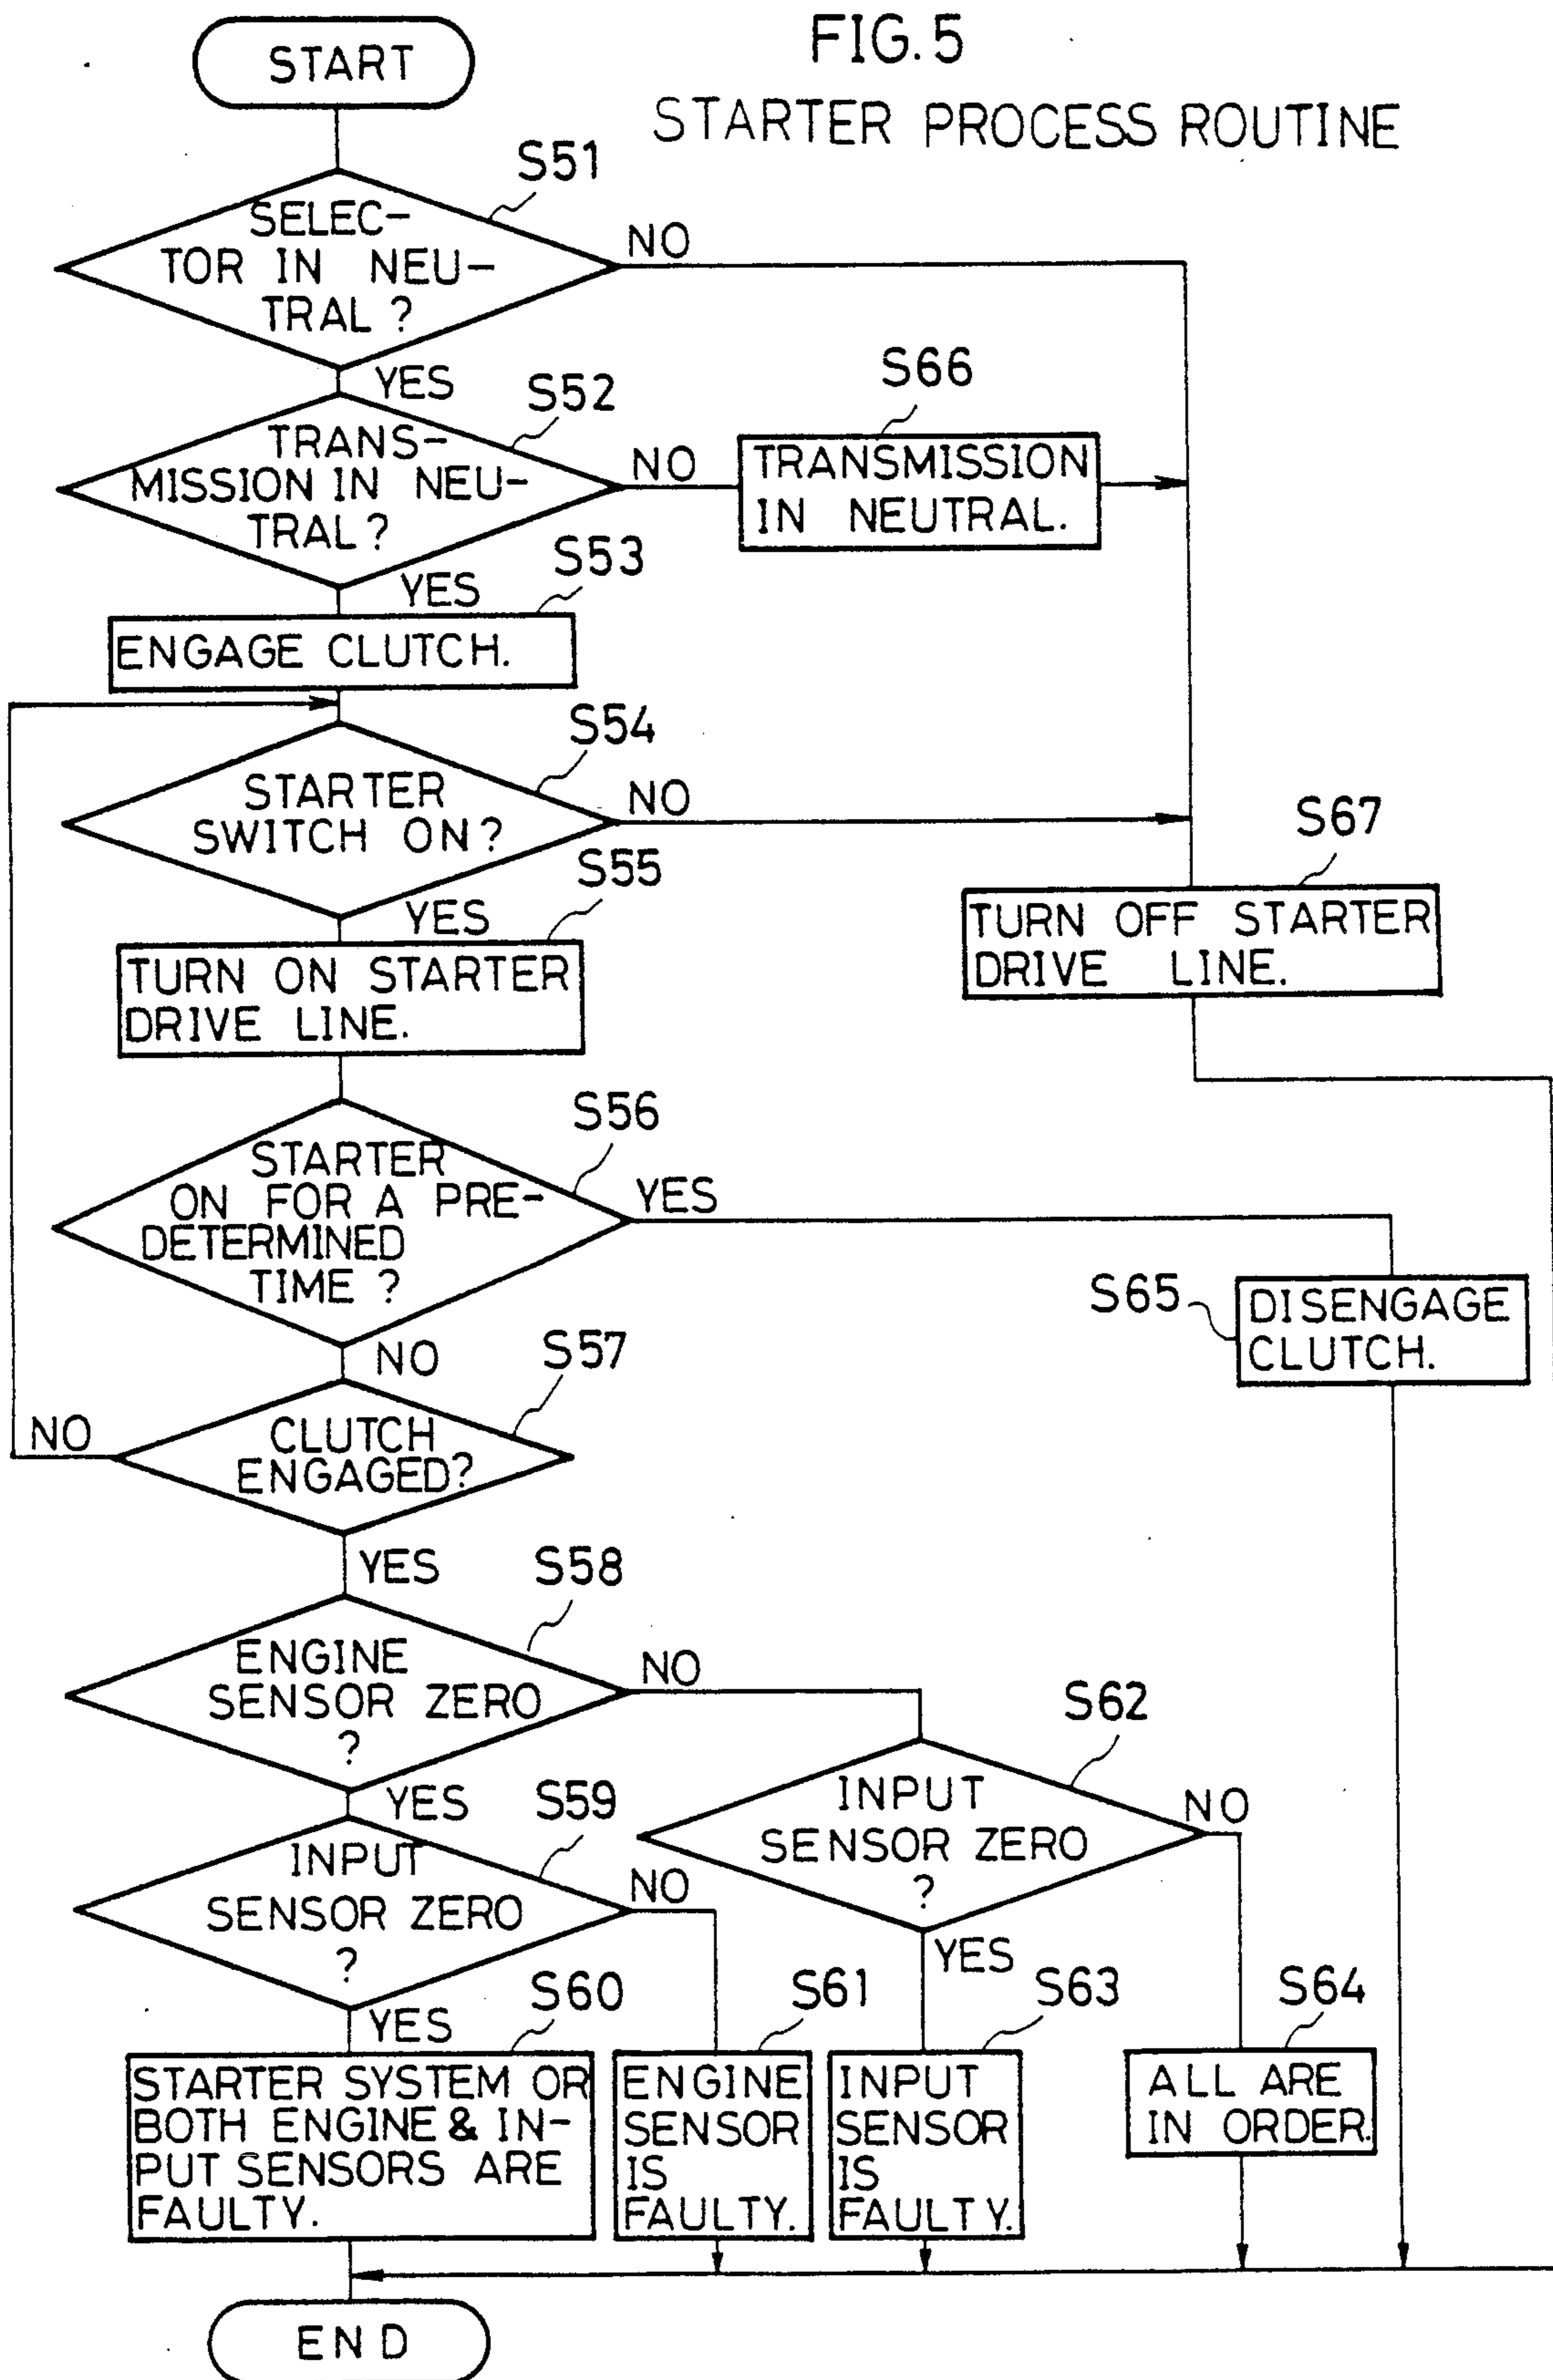 FIG. 5
STARTER PROCESS ROUTINE
START
S51
SELEC-
TOR IN NEU-
TRAL ?
NO
YES
S52
TRANS-
MISSION IN NEU-
TRAL ?
NO
S66
TRANSMISSION
IN NEUTRAL.
YES
S53
ENGAGE CLUTCH.
S54
STARTER
SWITCH ON ?
NO
YES
S55
TURN ON STARTER
DRIVE LINE.
S67
TURN OFF STARTER
DRIVE LINE.
S56
STARTER
ON FOR A PRE-
DETERMINED
TIME ?
YES
S65
DISENGAGE
CLUTCH.
NO
S57
CLUTCH
ENGAGED?
NO
YES
S58
ENGINE
SENSOR ZERO
?
NO
YES
S59
INPUT
SENSOR ZERO
?
NO
S62
INPUT
SENSOR ZERO
?
NO
YES
YES
S60
STARTER SYSTEM OR
BOTH ENGINE & IN-
PUT SENSORS ARE
FAULTY.
S61
ENGINE
SENSOR
IS
FAULTY.
S63
INPUT
SENSOR
IS
FAULTY.
S64
ALL ARE
IN ORDER.
END